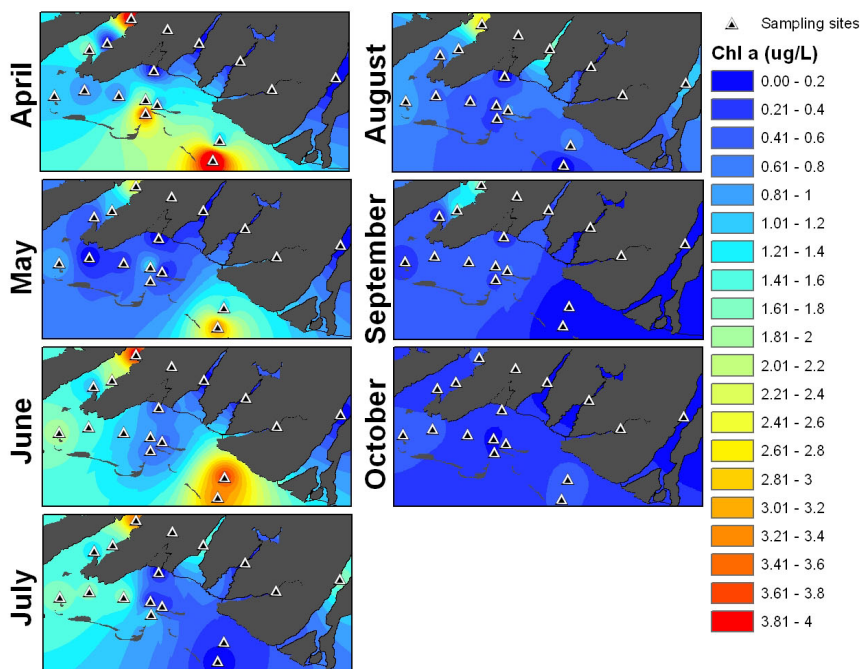 April
May
June
July
August
September
October
Sampling sites
Chl a (ug/L)
0.00 - 0.2
0.21 - 0.4
0.41 - 0.6
0.61 - 0.8
0.81 - 1
1.01 - 1.2
1.21 - 1.4
1.41 - 1.6
1.61 - 1.8
1.81 - 2
2.01 - 2.2
2.21 - 2.4
2.41 - 2.6
2.61 - 2.8
2.81 - 3
3.01 - 3.2
3.21 - 3.4
3.41 - 3.6
3.61 - 3.8
3.81 - 4